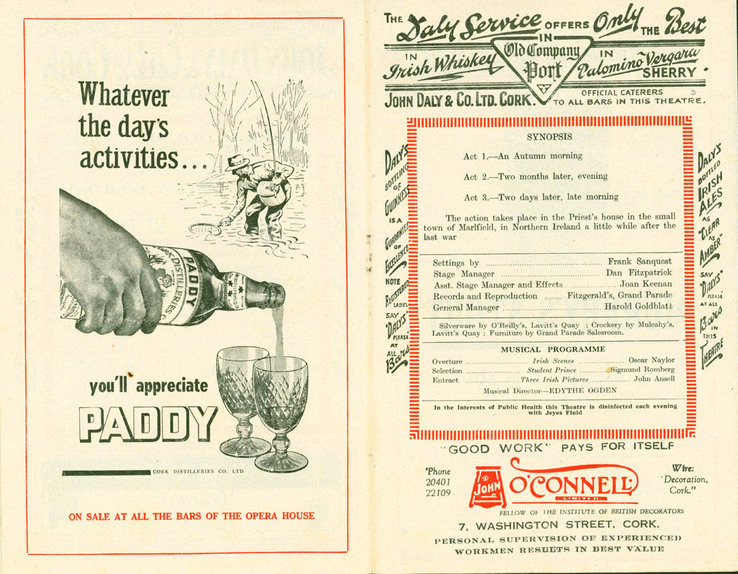 Whatever
the day's
activities...
PADDY
CORK DISTILLERIES Co
you'll appreciate
PADDY
CORK DISTILLERIES CO. LTD
ON SALE AT ALL THE BARS OF THE OPERA HOUSE
THE Daly Service OFFERS Only THE Best
IN
IN Irish Whiskey
Old Company
Port
IN Palomino Vergara
SHERRY
JOHN DALY & CO. LTD. CORK.
OFFICIAL CATERERS
TO ALL BARS IN THIS THEATRE.
DALY'S
BOTTLING
OF
GUINNESS
IS A
GUARANTEE
OF
EXCELLENCE
NOTE
REGISTERED
LABEL
SAY
"DALYS"
PLEASE
AT
ALL
Bars
SYNOPSIS
Act 1.—An Autumn morning
Act 2.—Two months later, evening
Act 3.—Two days later, late morning
The action takes place in the Priest's house in the small
town of Marlfield, in Northern Ireland a little while after the
last war
Settings by ... Frank Sanquest
Stage Manager ... Dan Fitzpatrick
Asst. Stage Manager and Effects ... Joan Keenan
Records and Reproduction ... Fitzgerald's, Grand Parade
General Manager ... Harold Goldblatt
Silverware by O'Reilly's, Lavitt's Quay ; Crockery by Mulcahy's,
Lavitt's Quay ; Furniture by Grand Parade Saleroom.
MUSICAL PROGRAMME
Overture ... Irish Scenes ... Oscar Naylor
Selection ... Student Prince ... Sigmund Romberg
Entract ... Three Irish Pictures ... John Ansell
Musical Director—EDYTHE OGDEN
In the Interests of Public Health this Theatre is disinfected each evening
with Jeyes Fluid
DALY'S
BOTTLED
IRISH
ALES
AS
"CLEAR
AS
AMBER"
SAY
"DALYS"
PLEASE
AT ALL
Bars
IN
THIS
THEATRE
"GOOD WORK" PAYS FOR ITSELF
'Phone
20401
22109
JOHN
O'CONNELL
LIMITED
Wire:
"Decoration,
Cork."
FELLOW OF THE INSTITUTE OF BRITISH DECORATORS
7, WASHINGTON STREET, CORK.
PERSONAL SUPERVISION OF EXPERIENCED
WORKMEN RESULTS IN BEST VALUE